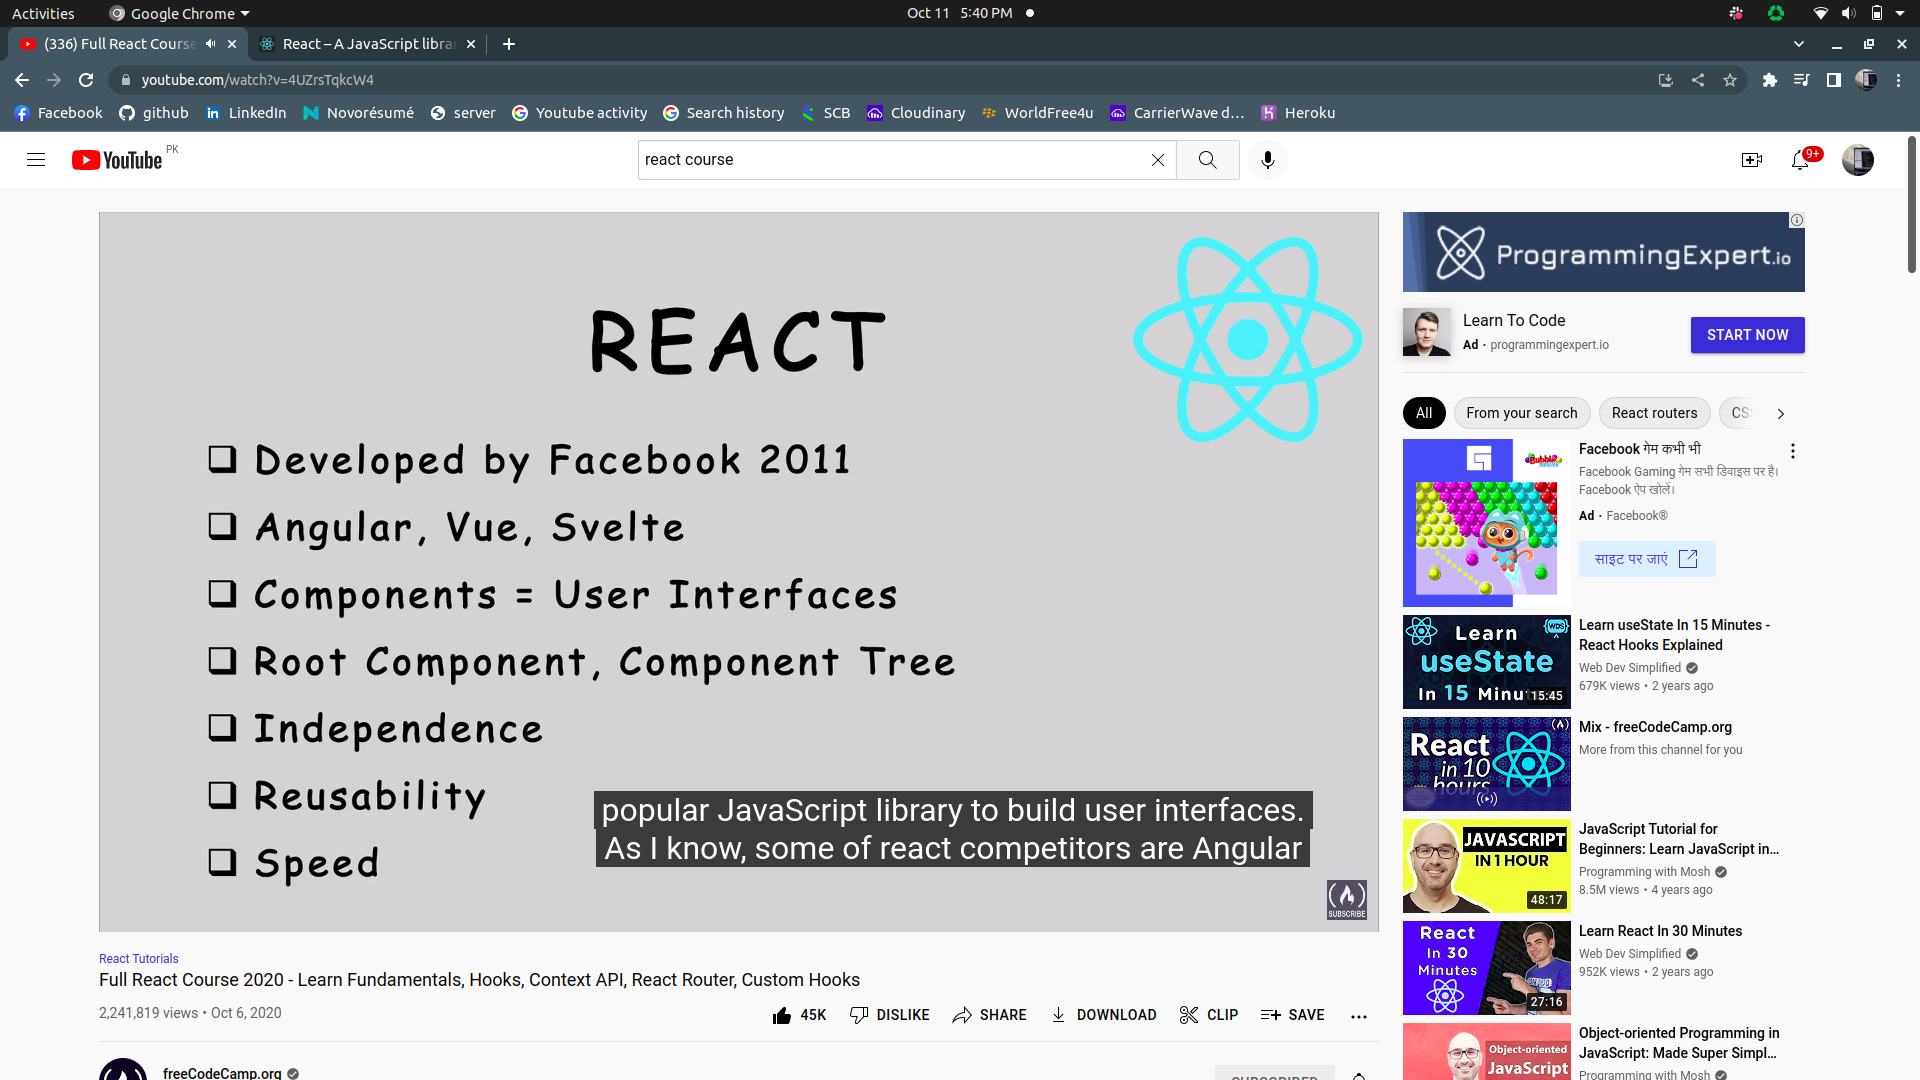 Activities
Google Chrome
Oct 11 5:40 PM
(336) Full React Course
React – A JavaScript librar
youtube.com/watch?v=4UZrsTqkcW4
Facebook
github
LinkedIn
Novorésumé
server
Youtube activity
Search history
SCB
Cloudinary
WorldFree4u
CarrierWave d...
Heroku
YouTube PK
react course
9+
REACT
Developed by Facebook 2011
Angular, Vue, Svelte
Components = User Interfaces
Root Component, Component Tree
Independence
Reusability
Speed
popular JavaScript library to build user interfaces.
As I know, some of react competitors are Angular
SUBSCRIBE
React Tutorials
Full React Course 2020 - Learn Fundamentals, Hooks, Context API, React Router, Custom Hooks
2,241,819 views • Oct 6, 2020
45K
DISLIKE
SHARE
DOWNLOAD
CLIP
SAVE
freeCodeCamp.org
SUBSCRIBED
ProgrammingExpert.io
Learn To Code
Ad • programmingexpert.io
START NOW
All
From your search
React routers
CSS
Bubble
Facebook गेम कभी भी
Facebook Gaming गेम सभी डिवाइस पर है।
Facebook ऐप खोलें।
Ad • Facebook®
साइट पर जाएं
Learn
WDS
useState
In 15 Minutes
15:45
Learn useState In 15 Minutes -
React Hooks Explained
Web Dev Simplified
679K views • 2 years ago
React
in 10
hours
Mix - freeCodeCamp.org
More from this channel for you
JAVASCRIPT
IN 1 HOUR
48:17
JavaScript Tutorial for
Beginners: Learn JavaScript in...
Programming with Mosh
8.5M views • 4 years ago
React
In 30
Minutes
27:16
Learn React In 30 Minutes
Web Dev Simplified
952K views • 2 years ago
Object-oriented
JavaScript
Object-oriented Programming in
JavaScript: Made Super Simpl...
Programming with Mosh